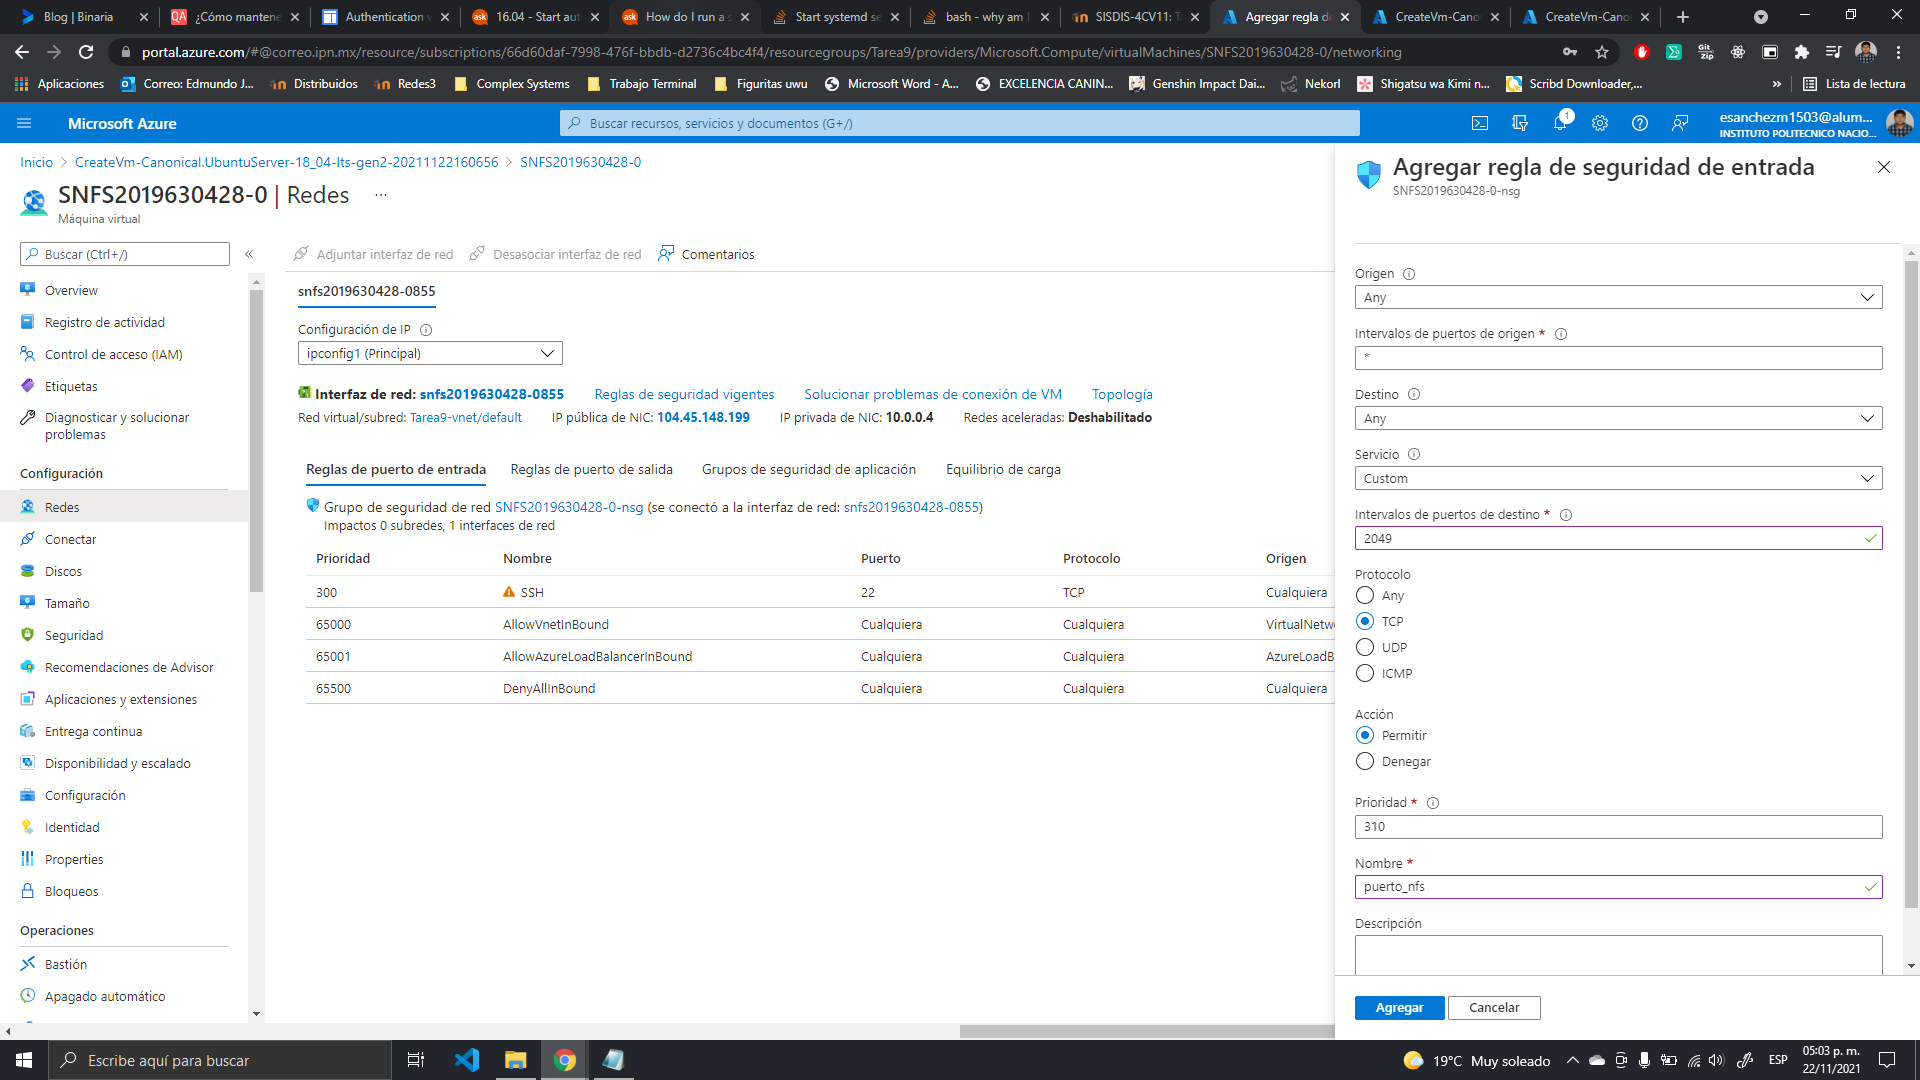 Blog | Binaria
¿Cómo mantene
Authentication v
16.04 - Start aut
How do I run a s
Start systemd se
bash - why am I
SISDIS-4CV11: Ta
Agregar regla de
CreateVm-Cano
CreateVm-Cano
portal.azure.com/#@correo.ipn.mx/resource/subscriptions/66d60daf-7998-476f-bbdb-d2736c4bc4f4/resourcegroups/Tarea9/providers/Microsoft.Compute/virtualMachines/SNFS2019630428-0/networking
Aplicaciones
Correo: Edmundo J...
Distribuidos
Redes3
Complex Systems
Trabajo Terminal
Figuritas uwu
Microsoft Word - A...
EXCELENCIA CANIN...
Genshin Impact Dai...
Nekorl
Shigatsu wa Kimi n...
Scribd Downloader,...
»
Lista de lectura
Microsoft Azure
Buscar recursos, servicios y documentos (G+/)
1
esanchezm1503@alum...
INSTITUTO POLITECNICO NACIO...
Inicio > CreateVm-Canonical.UbuntuServer-18_04-lts-gen2-20211122160656 > SNFS2019630428-0
SNFS2019630428-0 | Redes ...
Máquina virtual
Buscar (Ctrl+/)
«
Overview
Registro de actividad
Control de acceso (IAM)
Etiquetas
Diagnosticar y solucionar
problemas
Configuración
Redes
Conectar
Discos
Tamaño
Seguridad
Recomendaciones de Advisor
Aplicaciones y extensiones
Entrega continua
Disponibilidad y escalado
Configuración
Identidad
Properties
Bloqueos
Operaciones
Bastión
Apagado automático
Adjuntar interfaz de red
Desasociar interfaz de red
Comentarios
snfs2019630428-0855
Configuración de IP
ipconfig1 (Principal)
Interfaz de red: snfs2019630428-0855
Reglas de seguridad vigentes
Solucionar problemas de conexión de VM
Topología
Red virtual/subred: Tarea9-vnet/default
IP pública de NIC: 104.45.148.199
IP privada de NIC: 10.0.0.4
Redes aceleradas: Deshabilitado
Reglas de puerto de entrada
Reglas de puerto de salida
Grupos de seguridad de aplicación
Equilibrio de carga
Grupo de seguridad de red SNFS2019630428-0-nsg (se conectó a la interfaz de red: snfs2019630428-0855)
Impactos 0 subredes, 1 interfaces de red
Prioridad Nombre Puerto Protocolo Origen
300 SSH 22 TCP Cualquiera
65000 AllowVnetInBound Cualquiera Cualquiera VirtualNetw
65001 AllowAzureLoadBalancerInBound Cualquiera Cualquiera AzureLoadB
65500 DenyAllInBound Cualquiera Cualquiera Cualquiera
Agregar regla de seguridad de entrada
SNFS2019630428-0-nsg
Origen
Any
Intervalos de puertos de origen *
*
Destino
Any
Servicio
Custom
Intervalos de puertos de destino *
2049
Protocolo
Any
TCP
UDP
ICMP
Acción
Permitir
Denegar
Prioridad *
310
Nombre *
puerto_nfs
Descripción
Agregar
Cancelar
Escribe aquí para buscar
19°C Muy soleado
ESP
05:03 p. m.
22/11/2021